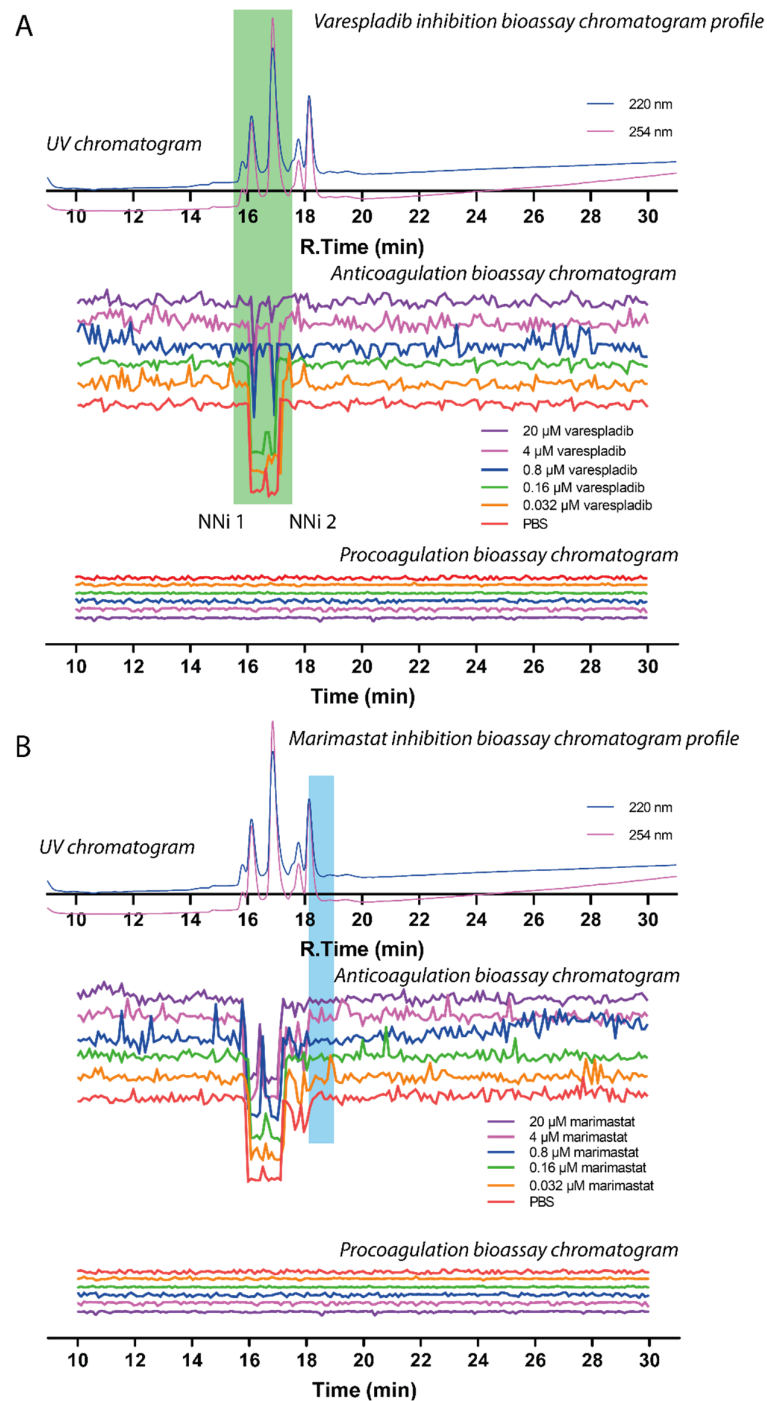 A
Varespladib inhibition bioassay chromatogram profile
220 nm
254 nm
UV chromatogram
10 12 14 16 18 20 22 24 26 28 30
R.Time (min)
Anticoagulation bioassay chromatogram
20 µM varespladib
4 µM varespladib
0.8 µM varespladib
0.16 µM varespladib
0.032 µM varespladib
PBS
NNi 1 NNi 2
Procoagulation bioassay chromatogram
10 12 14 16 18 20 22 24 26 28 30
Time (min)
B
Marimastat inhibition bioassay chromatogram profile
220 nm
254 nm
UV chromatogram
10 12 14 16 18 20 22 24 26 28 30
R.Time (min)
Anticoagulation bioassay chromatogram
20 µM marimastat
4 µM marimastat
0.8 µM marimastat
0.16 µM marimastat
0.032 µM marimastat
PBS
Procoagulation bioassay chromatogram
10 12 14 16 18 20 22 24 26 28 30
Time (min)